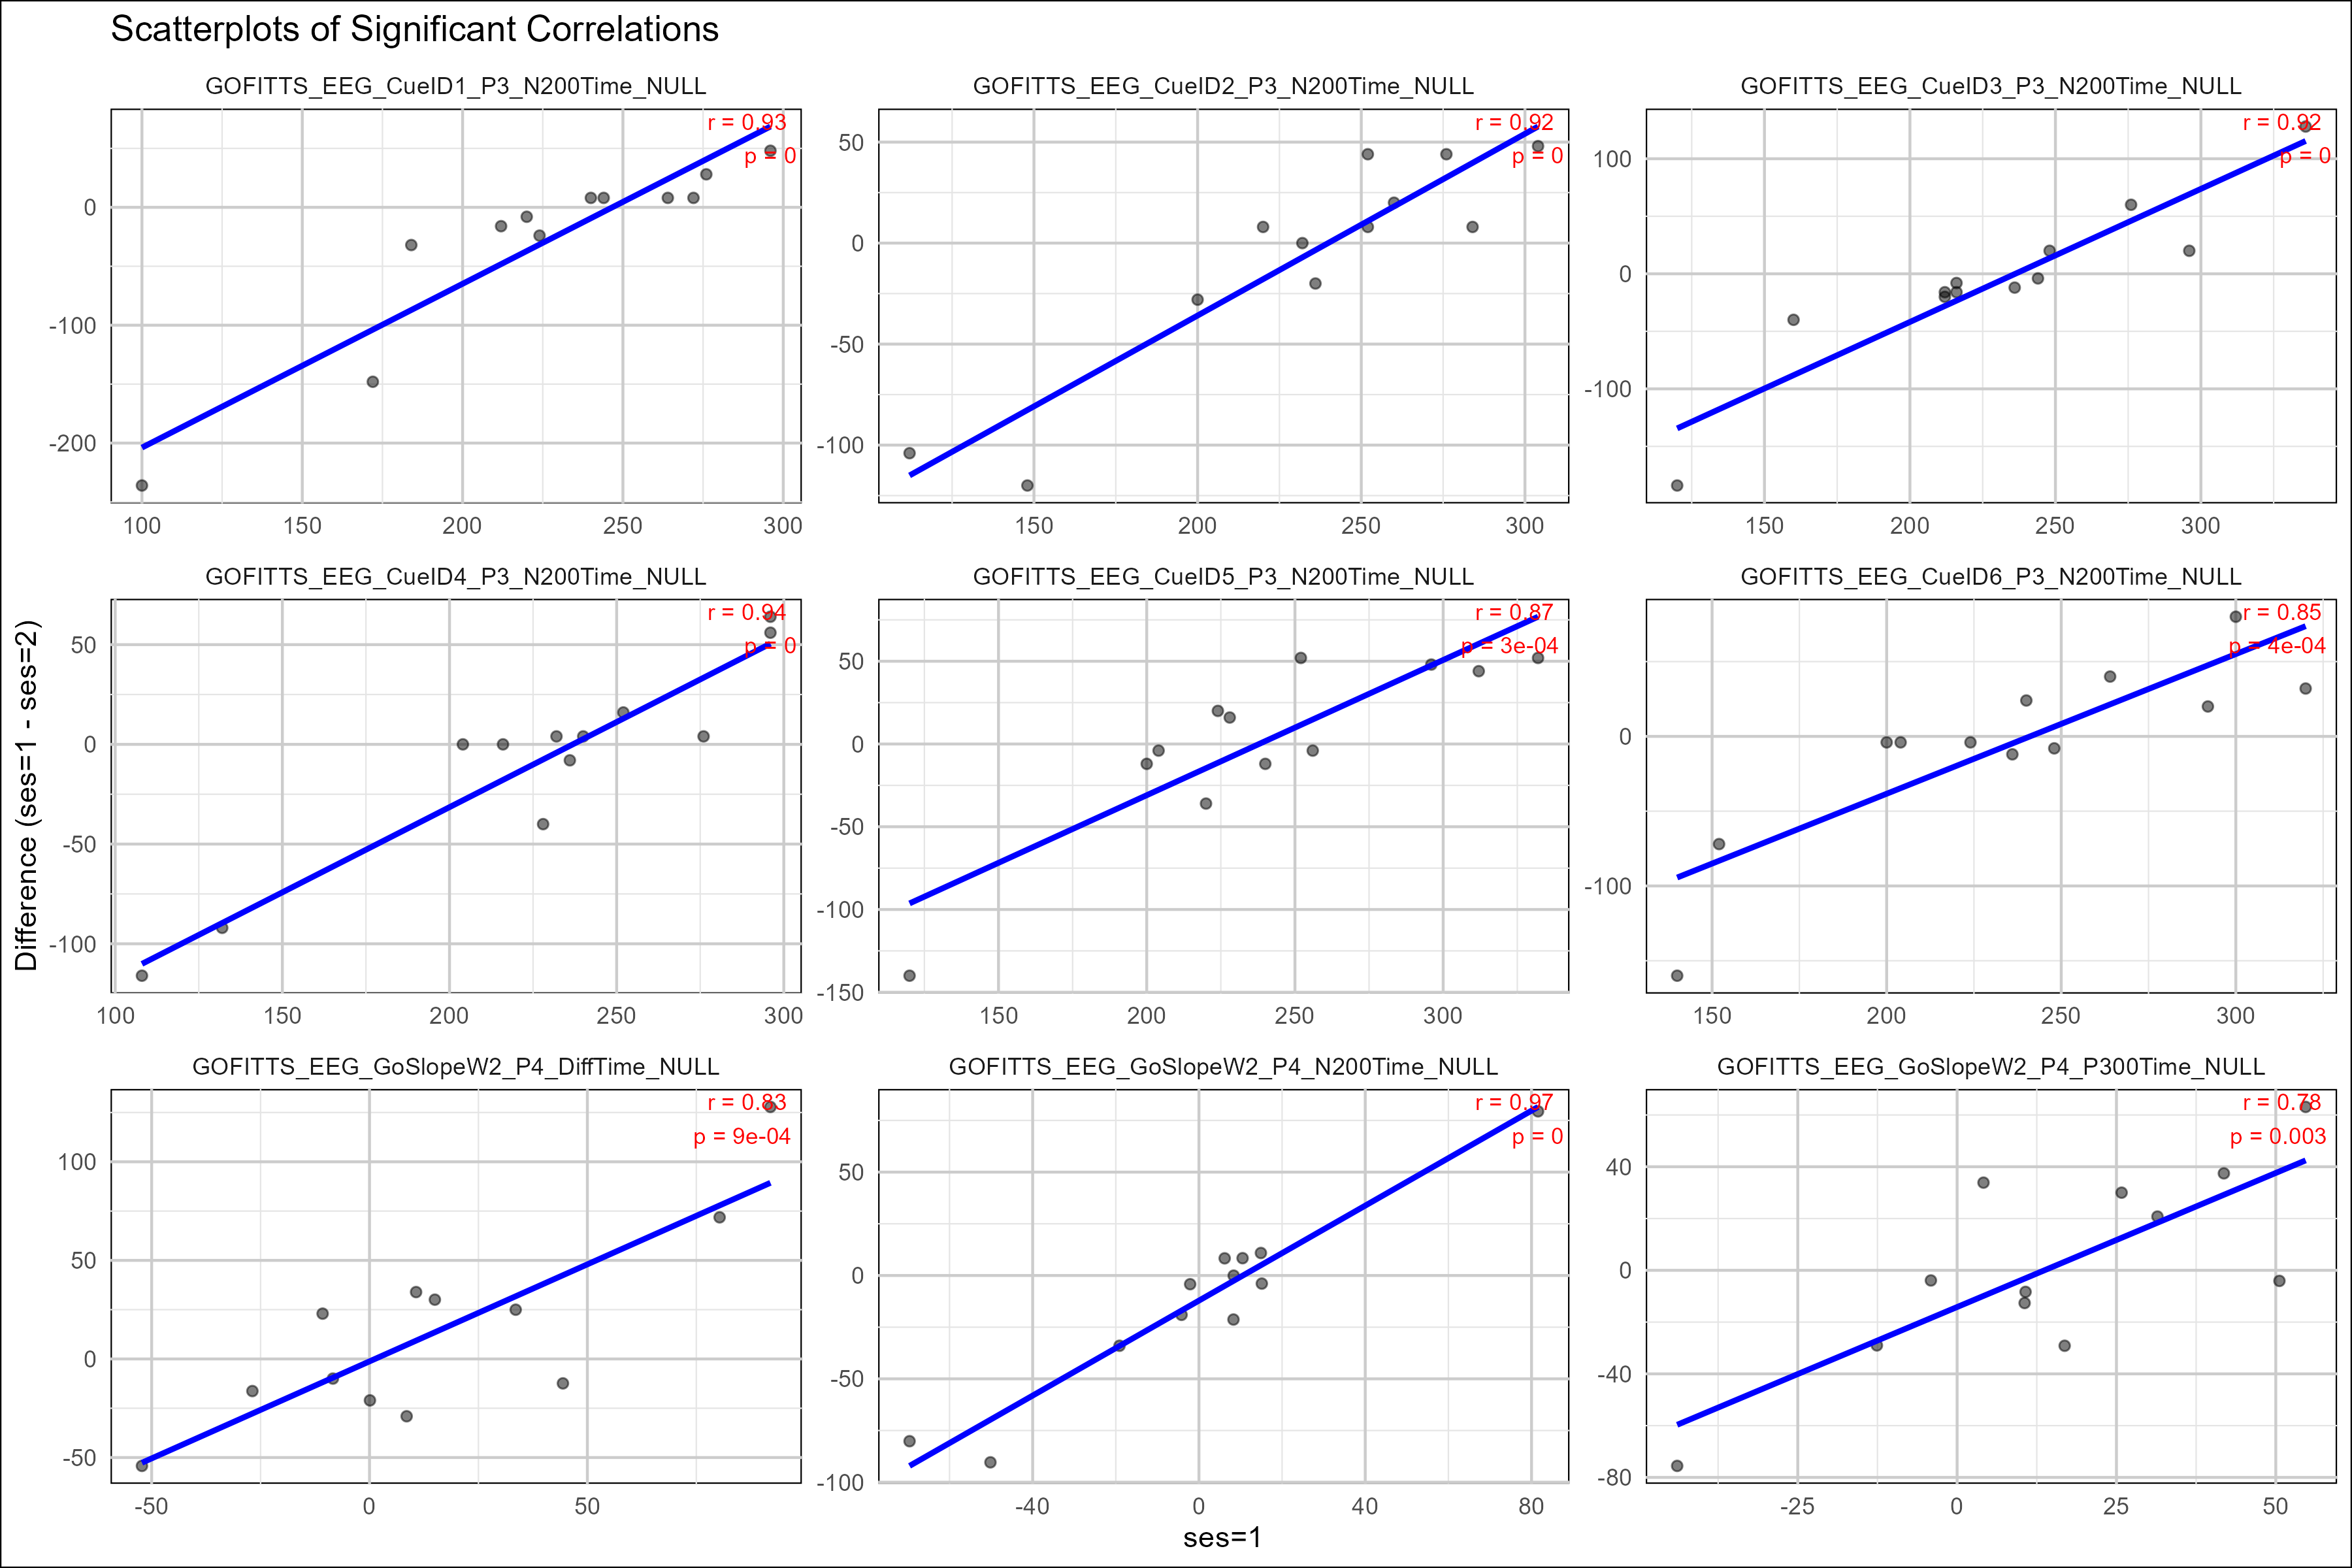 Scatterplots of Significant Correlations
GOFITTS_EEG_CueID1_P3_N200Time_NULL
r = 0.93
p = 0
0
-100
-200
100 150 200 250 300
GOFITTS_EEG_CueID2_P3_N200Time_NULL
r = 0.92
p = 0
50
0
-50
-100
150 200 250 300
GOFITTS_EEG_CueID3_P3_N200Time_NULL
r = 0.92
p = 0
100
0
-100
150 200 250 300
GOFITTS_EEG_CueID4_P3_N200Time_NULL
r = 0.94
p = 0
50
0
-50
-100
100 150 200 250 300
GOFITTS_EEG_CueID5_P3_N200Time_NULL
r = 0.87
p = 3e-04
50
0
-50
-100
-150
150 200 250 300
GOFITTS_EEG_CueID6_P3_N200Time_NULL
r = 0.85
p = 4e-04
0
-100
150 200 250 300
GOFITTS_EEG_GoSlopeW2_P4_DiffTime_NULL
r = 0.83
p = 9e-04
100
50
0
-50
-50 0 50
GOFITTS_EEG_GoSlopeW2_P4_N200Time_NULL
r = 0.97
p = 0
50
0
-50
-100
-40 0 40 80
GOFITTS_EEG_GoSlopeW2_P4_P300Time_NULL
r = 0.78
p = 0.003
40
0
-40
-80
-25 0 25 50
Difference (ses=1 - ses=2)
ses=1